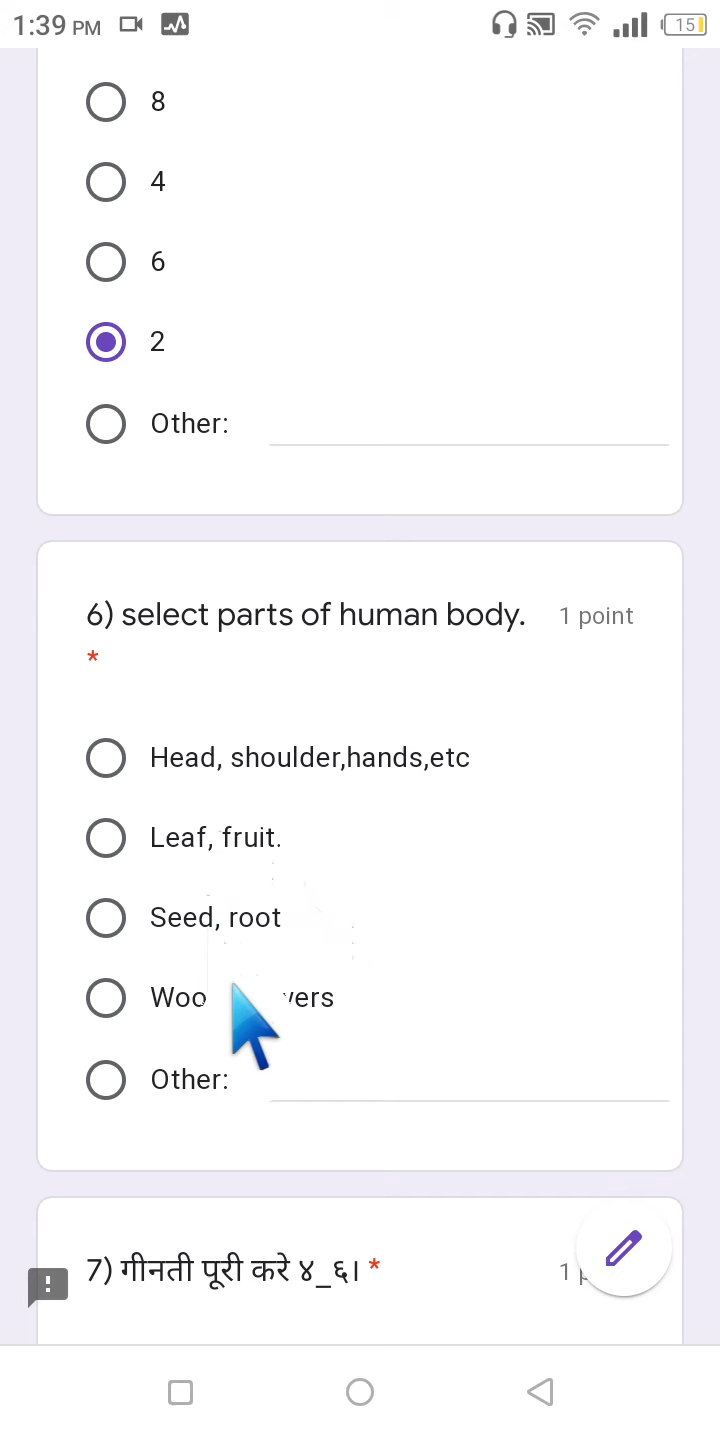 1:39 PM 15
8
4
6
2
Other:
6) select parts of human body. 1 point
*
Head, shoulder,hands,etc
Leaf, fruit.
Seed, root
Other:
7) गीनती पूरी करे ४_६। * 1